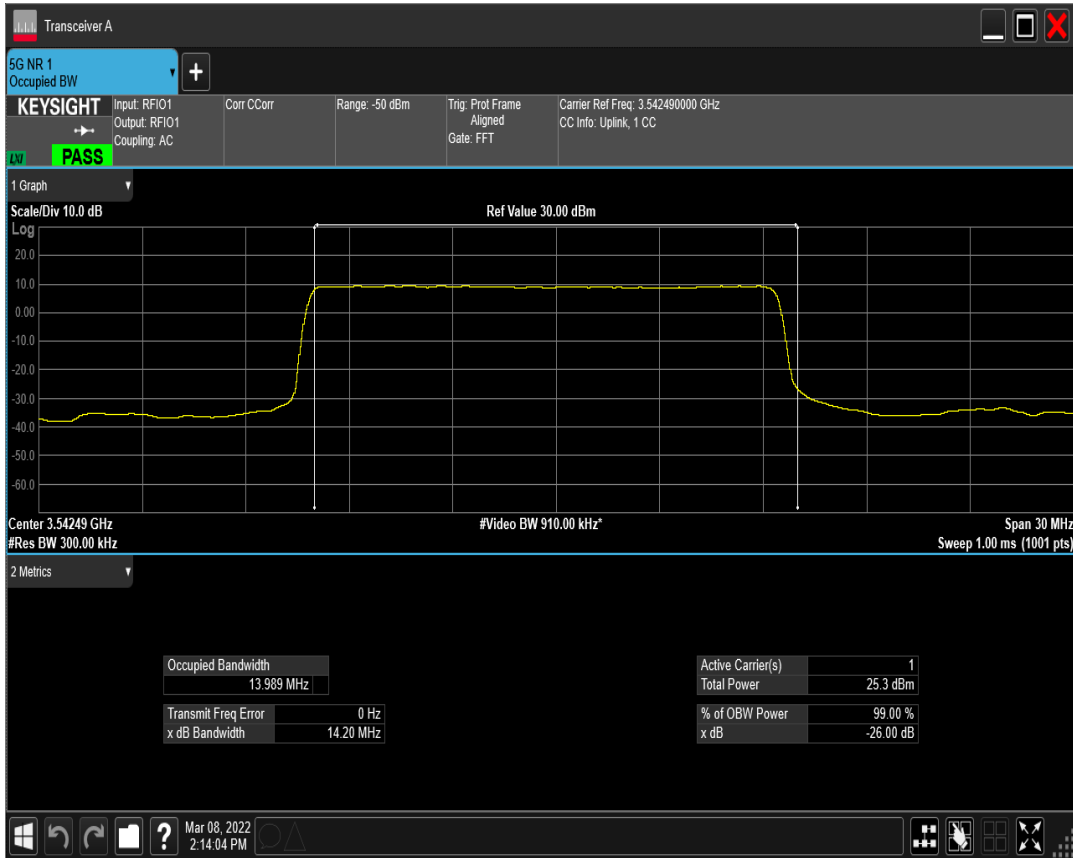 Transceiver A
5G NR 1
Occupied BW
+
KEYSIGHT
LXI
PASS
Input: RFIO1
Output: RFIO1
Coupling: AC
Corr CCorr
Range: -50 dBm
Trig: Prot Frame
Aligned
Gate: FFT
Carrier Ref Freq: 3.542490000 GHz
CC Info: Uplink, 1 CC
1 Graph
Scale/Div 10.0 dB
Ref Value 30.00 dBm
Log
20.0
10.0
0.00
-10.0
-20.0
-30.0
-40.0
-50.0
-60.0
Center 3.54249 GHz
#Video BW 910.00 kHz*
Span 30 MHz
#Res BW 300.00 kHz
Sweep 1.00 ms (1001 pts)
2 Metrics
Occupied Bandwidth
13.989 MHz
Transmit Freq Error 0 Hz
x dB Bandwidth 14.20 MHz
Active Carrier(s) 1
Total Power 25.3 dBm
% of OBW Power 99.00 %
x dB -26.00 dB
?
Mar 08, 2022
2:14:04 PM